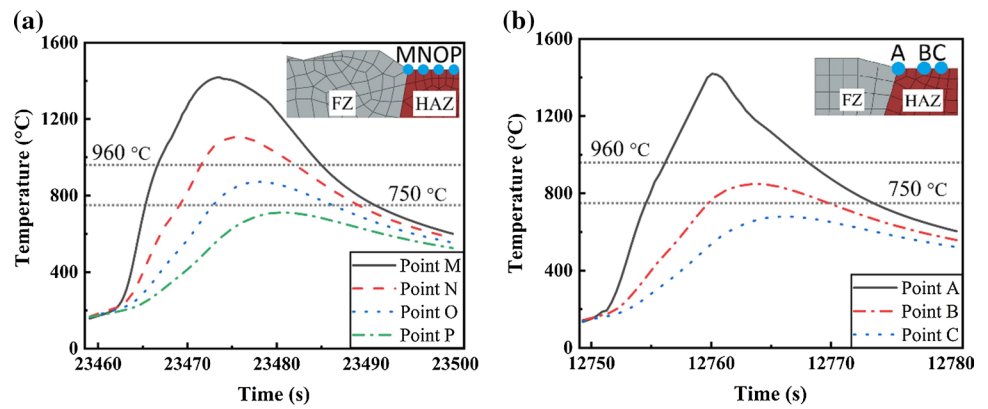 (a)
1600
1200
800
400
0
Temperature (°C)
960 °C
750 °C
MNOP
FZ
HAZ
Point M
Point N
Point O
Point P
23460
23470
23480
23490
23500
Time (s)
(b)
1600
1200
800
400
0
Temperature (°C)
960 °C
750 °C
A BC
FZ
HAZ
Point A
Point B
Point C
12750
12760
12770
12780
Time (s)